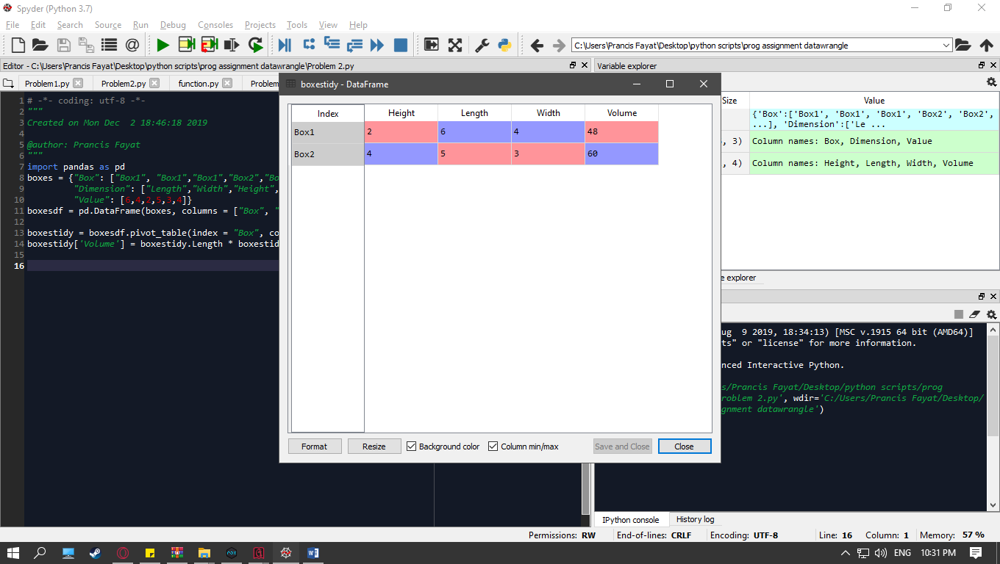 Spyder (Python 3.7)
File Edit Search Source Run Debug Consoles Projects Tools View Help
C:\Users\Prancis Fayat\Desktop\python scripts\prog assignment datawrangle
Editor - C:\Users\Prancis Fayat\Desktop\python scripts\prog assignment datawrangle\Problem 2.py
Problem1.py Problem2.py function.py Problem
1 # -*- coding: utf-8 -*-
2 """
3 Created on Mon Dec  2 18:46:18 2019
4
5 @author: Prancis Fayat
6 """
7 import pandas as pd
8 boxes = {"Box": ["Box1", "Box1","Box1","Box2","Bo
9 "Dimension": ["Length","Width","Height",
10 "Value": [6,4,2,5,3,4]}
11 boxesdf = pd.DataFrame(boxes, columns = ["Box", "
12
13 boxestidy = boxesdf.pivot_table(index = "Box", co
14 boxestidy['Volume'] = boxestidy.Length * boxestid
15
16
boxestidy - DataFrame
Index Height Length Width Volume
Box1 2 6 4 48
Box2 4 5 3 60
Format Resize Background color Column min/max Save and Close Close
Variable explorer
Size Value
{'Box':['Box1', 'Box1', 'Box1', 'Box2', 'Box2',
...], 'Dimension':['Le ...
, 3) Column names: Box, Dimension, Value
, 4) Column names: Height, Length, Width, Volume
e explorer
ug  9 2019, 18:34:13) [MSC v.1915 64 bit (AMD64)]
ts" or "license" for more information.
nced Interactive Python.
s/Prancis Fayat/Desktop/python scripts/prog
roblem 2.py', wdir='C:/Users/Prancis Fayat/Desktop/
gnment datawrangle')
IPython console History log
Permissions: RW End-of-lines: CRLF Encoding: UTF-8 Line: 16 Column: 1 Memory: 57 %
ENG 10:31 PM